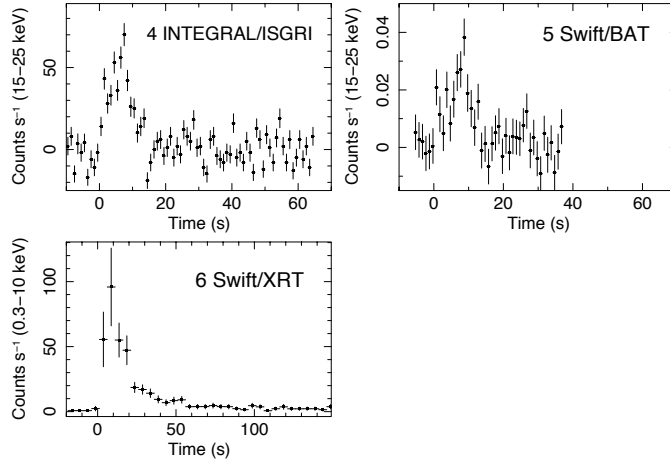 4 INTEGRAL/ISGRI
Counts s⁻¹ (15–25 keV)
0
50
0
20
40
60
Time (s)
5 Swift/BAT
Counts s⁻¹ (15–25 keV)
0
0.02
0.04
0
20
40
60
Time (s)
6 Swift/XRT
Counts s⁻¹ (0.3–10 keV)
0
50
100
0
50
100
Time (s)